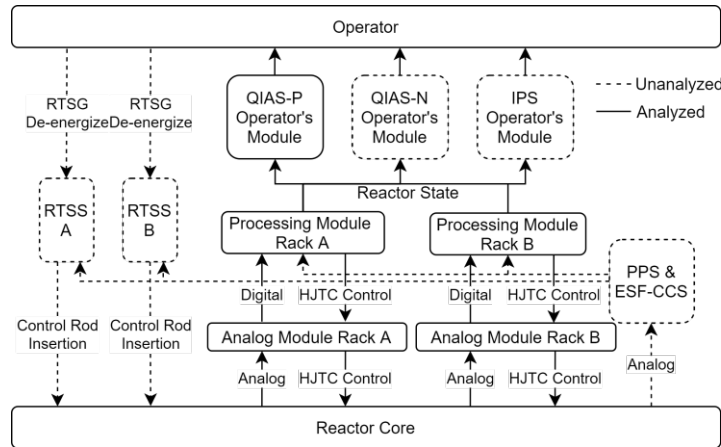 Operator
RTSG
De-energize
RTSG
De-energize
QIAS-P
Operator's
Module
QIAS-N
Operator's
Module
IPS
Operator's
Module
Unanalyzed
Analyzed
Reactor State
RTSS
A
RTSS
B
Processing Module
Rack A
Processing Module
Rack B
PPS &
ESF-CCS
Digital
HJTC Control
Digital
HJTC Control
Control Rod
Insertion
Control Rod
Insertion
Analog Module Rack A
Analog Module Rack B
Analog
HJTC Control
Analog
HJTC Control
Analog
Reactor Core